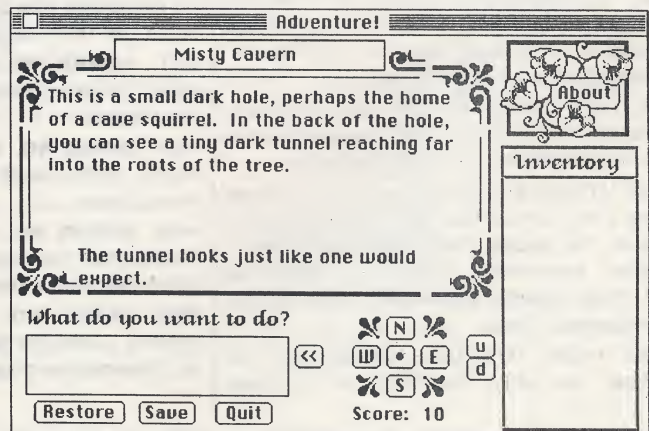 Adventure!
Misty Cavern
About
This is a small dark hole, perhaps the home
of a cave squirrel. In the back of the hole,
you can see a tiny dark tunnel reaching far
into the roots of the tree.
The tunnel looks just like one would
expect.
Inventory
What do you want to do?
<<
N
W • E
S
u
d
Restore Save Quit
Score: 10